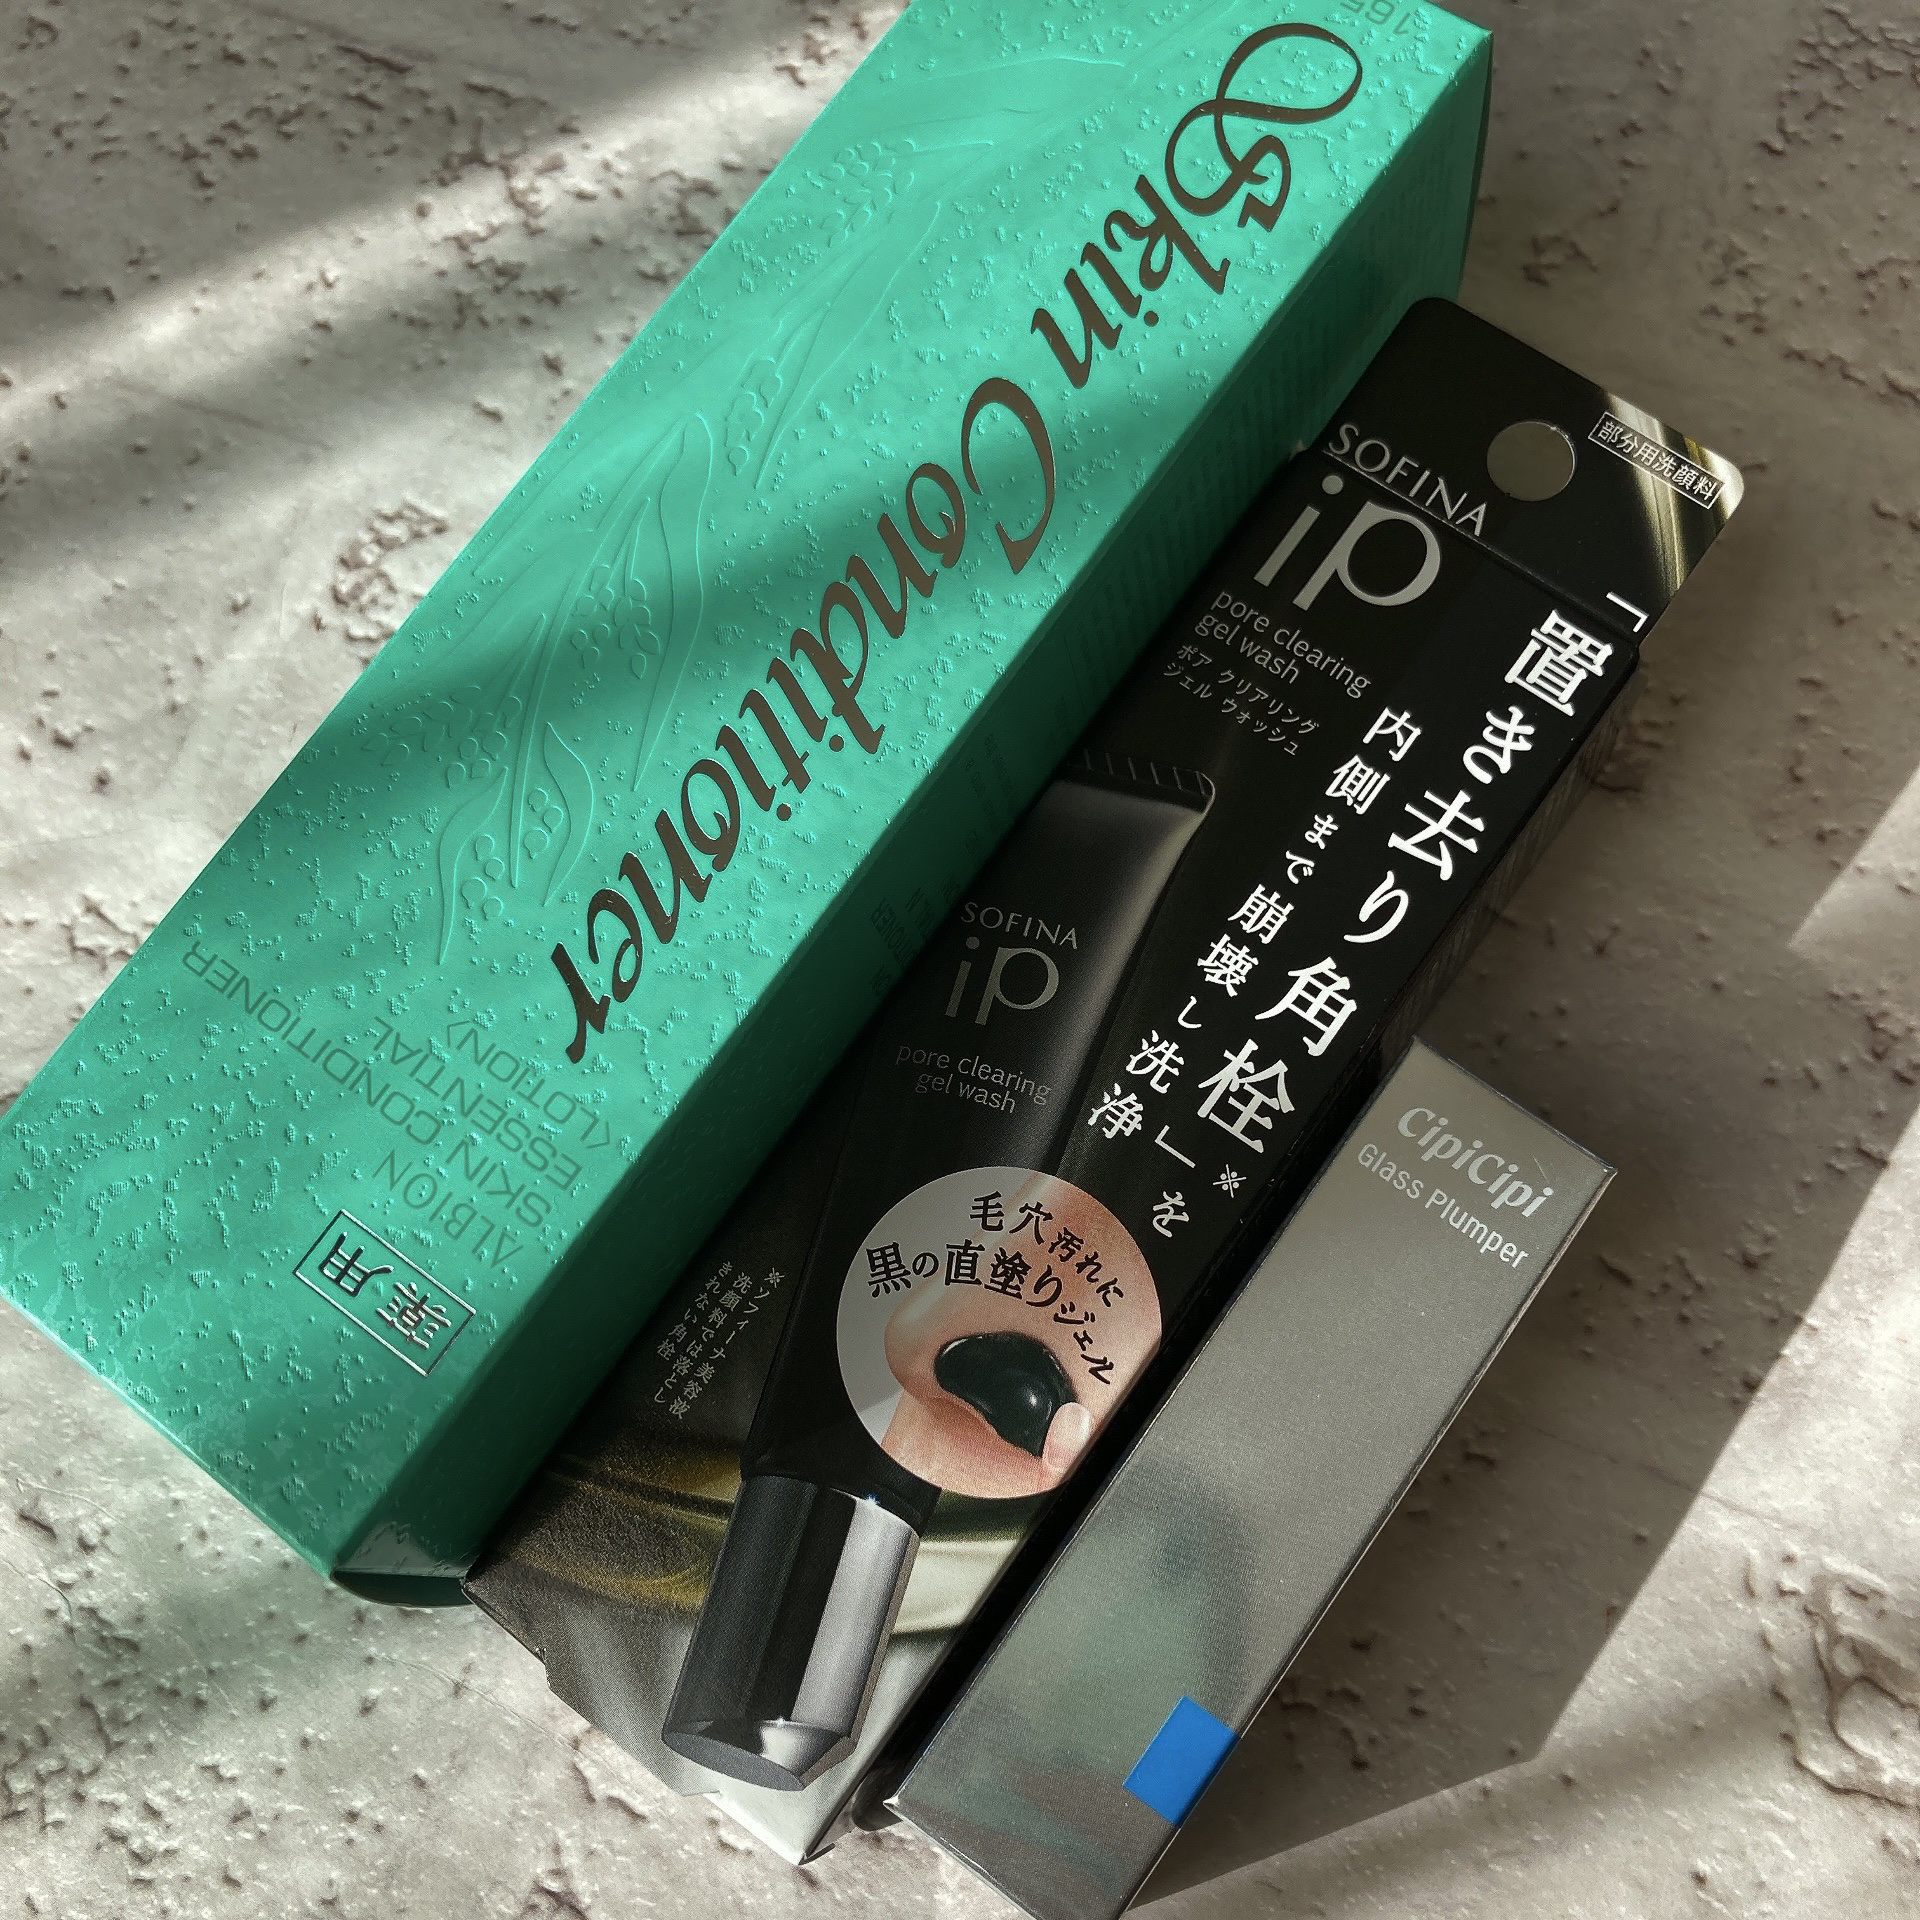 Skin Conditioner
165
ALBION
SKIN CONDITIONER
ESSENTIAL
〈LOTION〉
薬用
部分用洗顔料
SOFINA
iP
pore clearing
gel wash
ポア クリアリング
ジェル ウォッシュ
「置き去り角栓」※を
内側まで崩壊し洗浄
SOFINA
iP
pore clearing
gel wash
毛穴汚れに
黒の直塗りジェル
※ソフィーナ美容液
洗顔料では落と
きれない角栓
CipiCipi
Glass Plumper